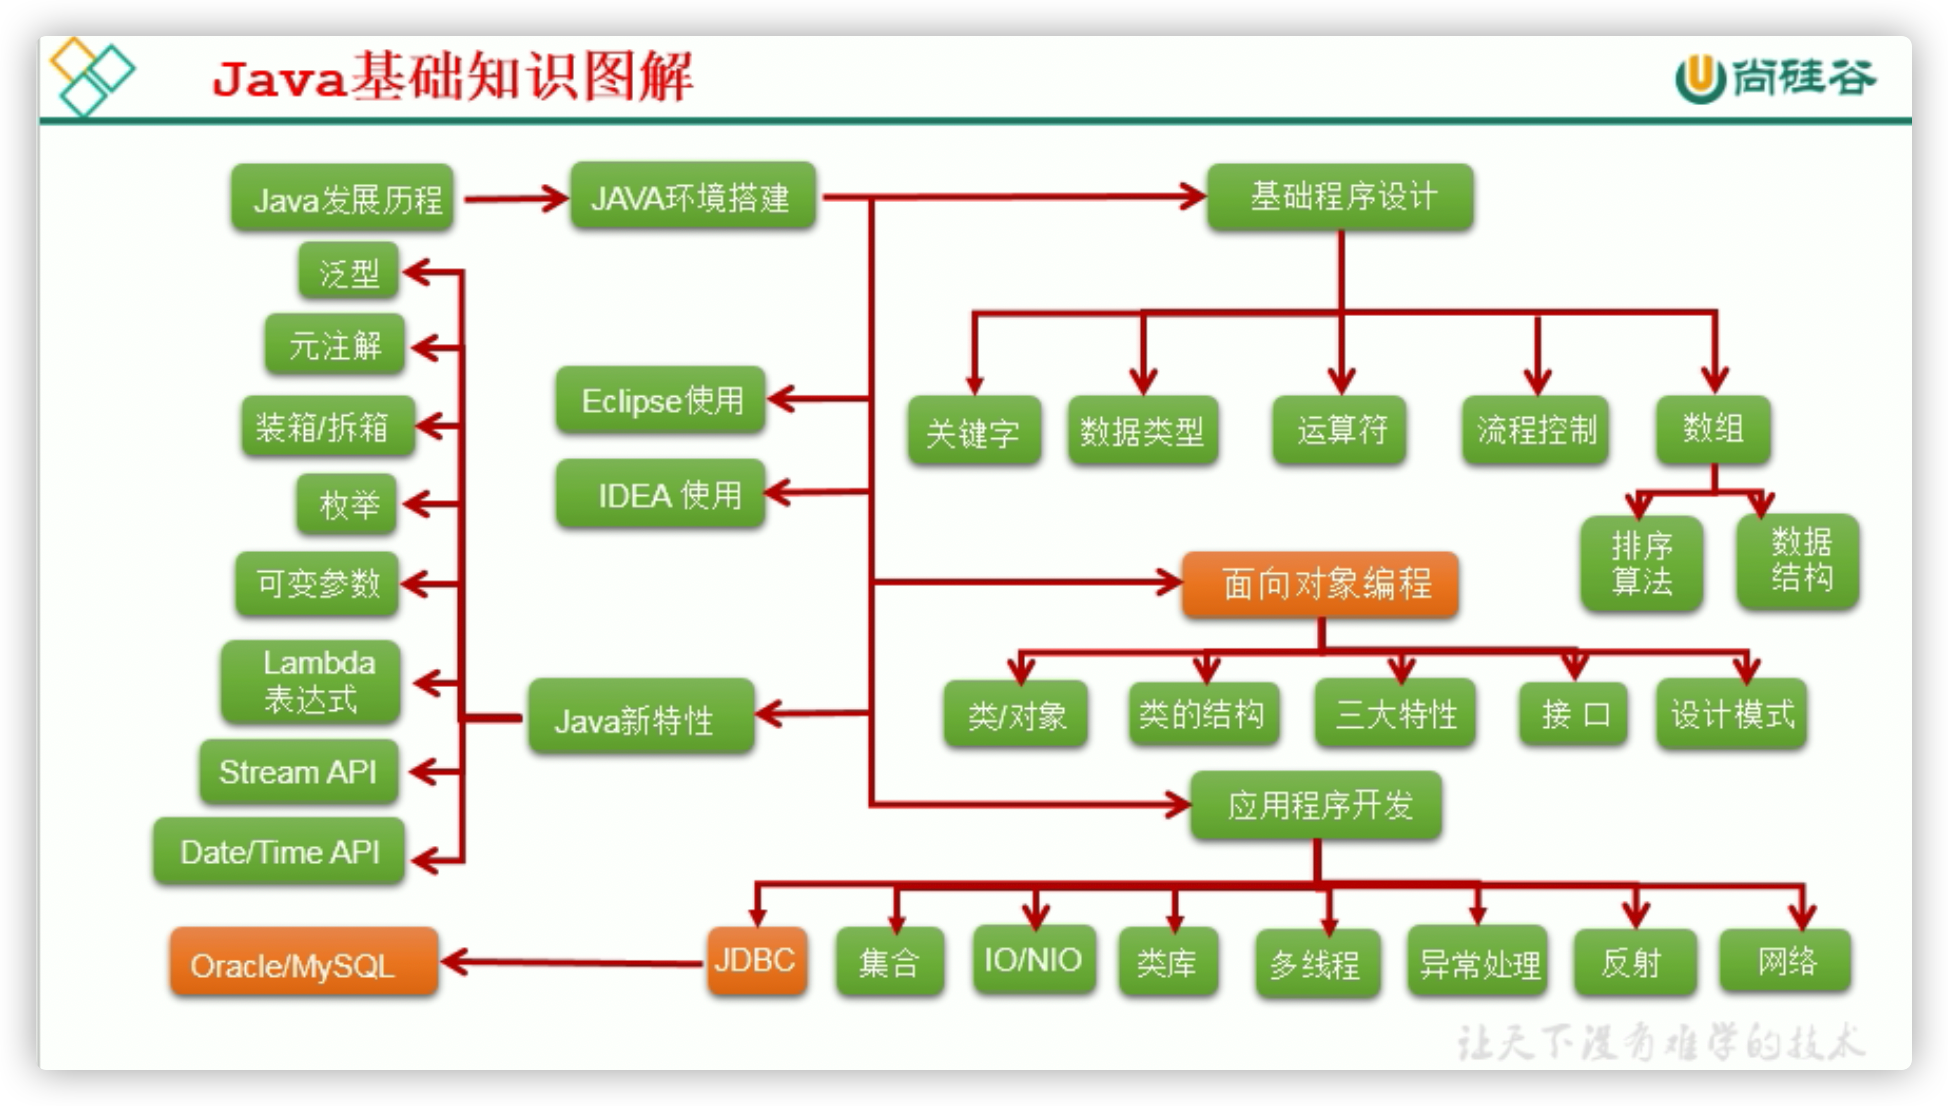 Java基础知识图解
尚硅谷
Java发展历程
JAVA环境搭建
基础程序设计
泛型
元注解
装箱/拆箱
枚举
可变参数
Lambda
表达式
Stream API
Date/Time API
Eclipse使用
IDEA 使用
Java新特性
关键字
数据类型
运算符
流程控制
数组
排序
算法
数据
结构
面向对象编程
类/对象
类的结构
三大特性
接 口
设计模式
应用程序开发
Oracle/MySQL
JDBC
集合
IO/NIO
类库
多线程
异常处理
反射
网络
让天下没有难学的技术